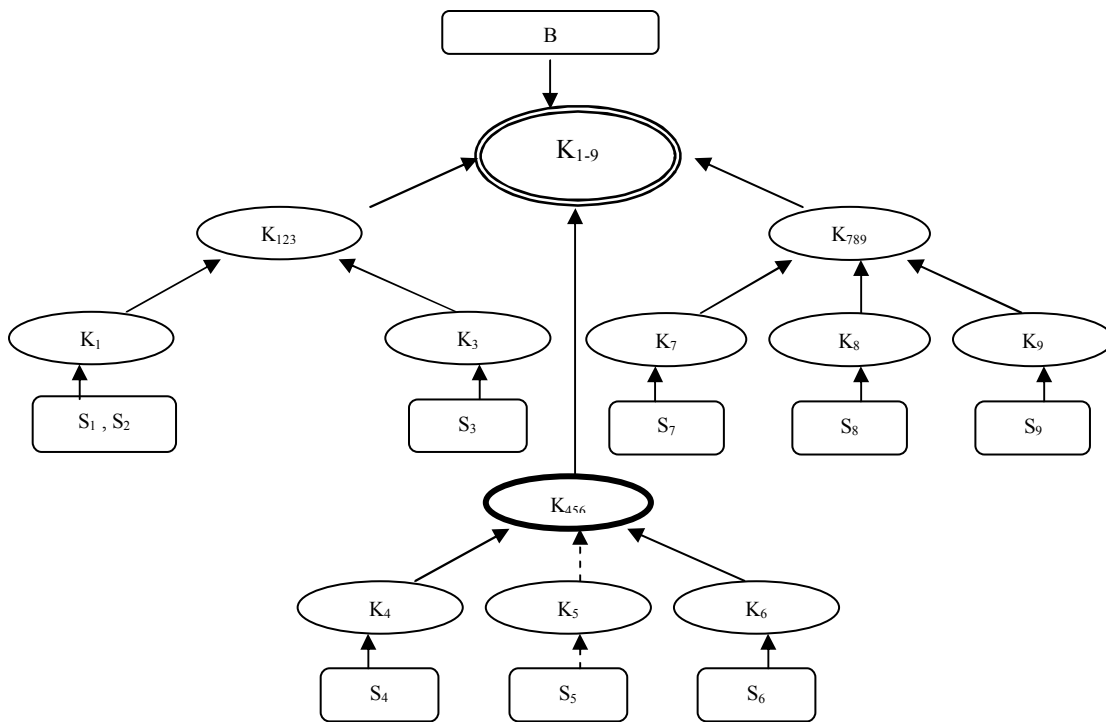 B
K₁₋₉
K₁₂₃
K₇₈₉
K₁
K₃
K₇
K₈
K₉
S₁ , S₂
S₃
S₇
S₈
S₉
K₄₅₆
K₄
K₅
K₆
S₄
S₅
S₆